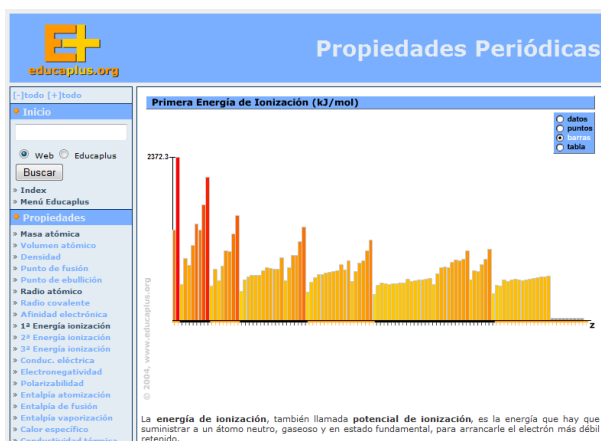 E+
educaplus.org
Propiedades Periódicas
[-]todo [+]todo
Inicio
Web Educaplus
Buscar
» Index
» Menú Educaplus
Propiedades
» Masa atómica
» Volumen atómico
» Densidad
» Punto de fusión
» Punto de ebullición
» Radio atómico
» Radio covalente
» Afinidad electrónica
» 1ª Energía ionización
» 2ª Energía ionización
» 3ª Energía ionización
» Conduc. eléctrica
» Electronegatividad
» Polarizabilidad
» Entalpía atomización
» Entalpía de fusión
» Entalpía vaporización
» Calor específico
» Conductividad térmica
Primera Energía de Ionización (kJ/mol)
datos
puntos
barras
tabla
2372.3
Z
© 2004, www.educaplus.org
La energía de ionización, también llamada potencial de ionización, es la energía que hay que
suministrar a un átomo neutro, gaseoso y en estado fundamental, para arrancarle el electrón más débil
retenido.